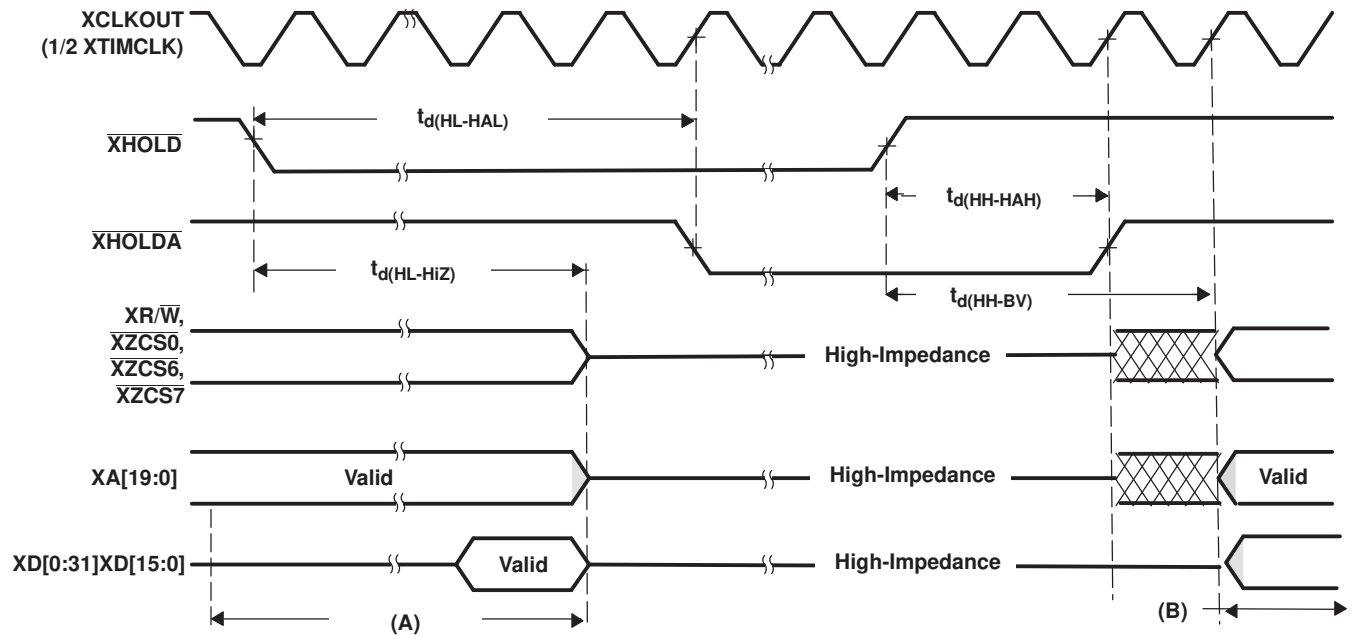 XCLKOUT
(1/2 XTIMCLK)
td(HL-HAL)
XHOLD
td(HH-HAH)
XHOLDA
td(HL-HiZ)
td(HH-BV)
XR/W,
XZCS0,
XZCS6,
XZCS7
High-Impedance
XA[19:0]
Valid
High-Impedance
Valid
XD[0:31]XD[15:0]
Valid
High-Impedance
(A)
(B)